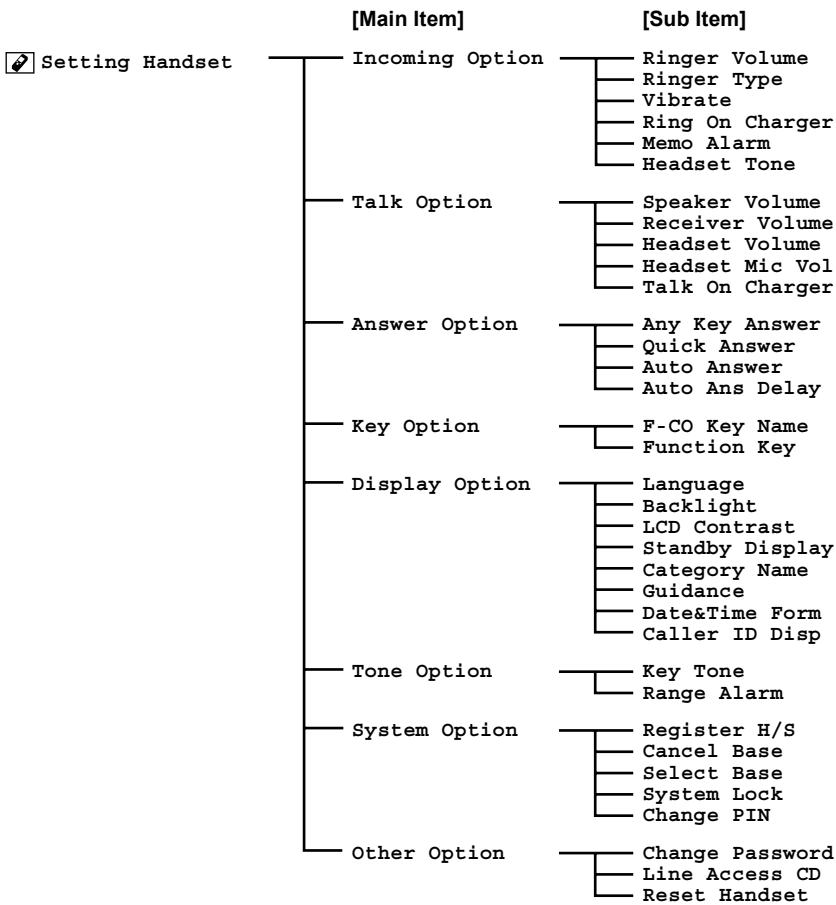 [Main Item] [Sub Item]
Setting Handset Incoming Option Ringer Volume
Ringer Type
Vibrate
Ring On Charger
Memo Alarm
Headset Tone
Talk Option Speaker Volume
Receiver Volume
Headset Volume
Headset Mic Vol
Talk On Charger
Answer Option Any Key Answer
Quick Answer
Auto Answer
Auto Ans Delay
Key Option F-CO Key Name
Function Key
Display Option Language
Backlight
LCD Contrast
Standby Display
Category Name
Guidance
Date&Time Form
Caller ID Disp
Tone Option Key Tone
Range Alarm
System Option Register H/S
Cancel Base
Select Base
System Lock
Change PIN
Other Option Change Password
Line Access CD
Reset Handset